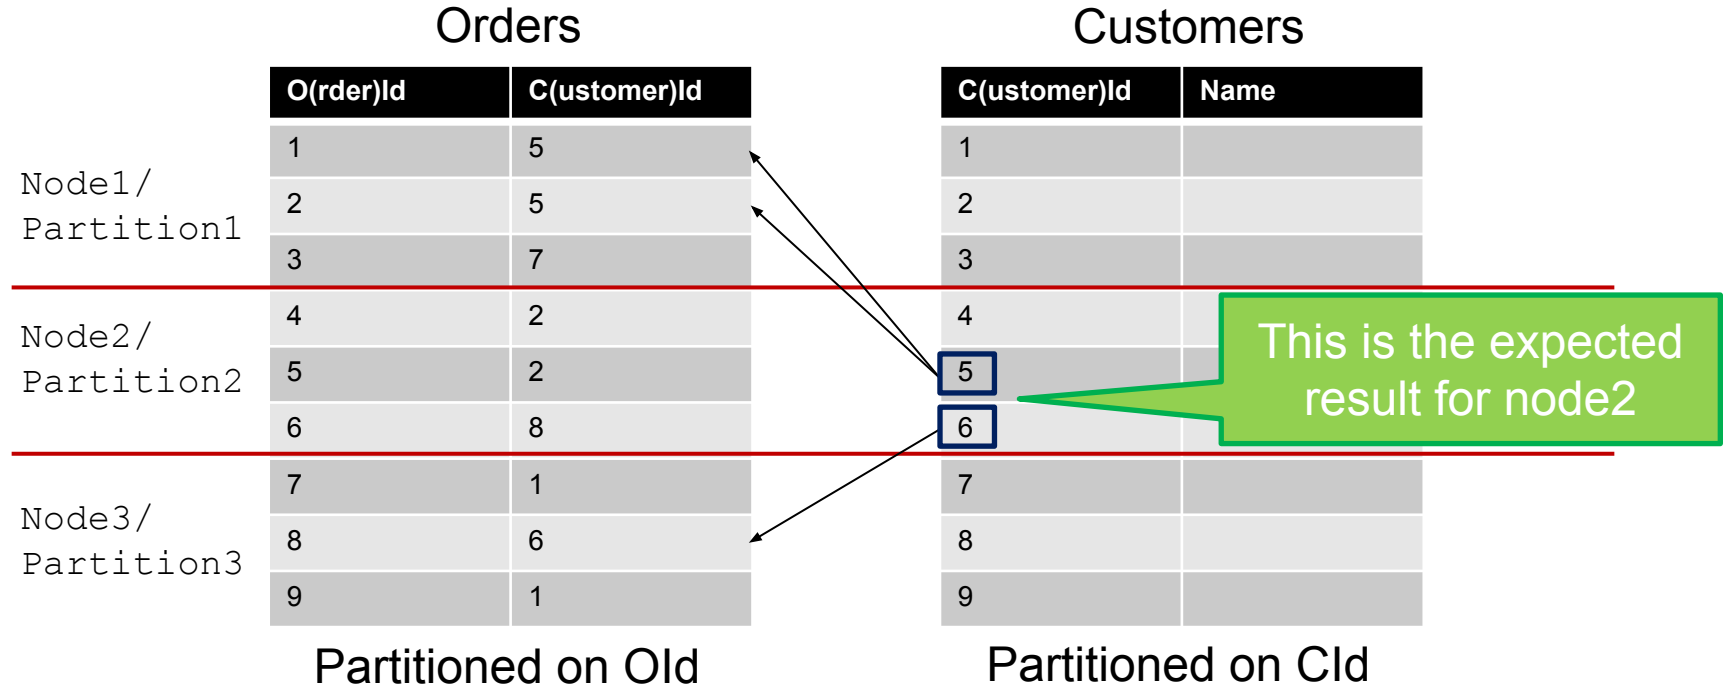 Orders
Customers
O(rder)Id C(ustomer)Id
C(ustomer)Id Name
1 5
1
Node1/
Partition1
2 5
2
3 7
3
Node2/
Partition2
4 2
4
5 2
5
6 8
6
This is the expected
result for node2
Node3/
Partition3
7 1
7
8 6
8
9 1
9
Partitioned on OId
Partitioned on CId